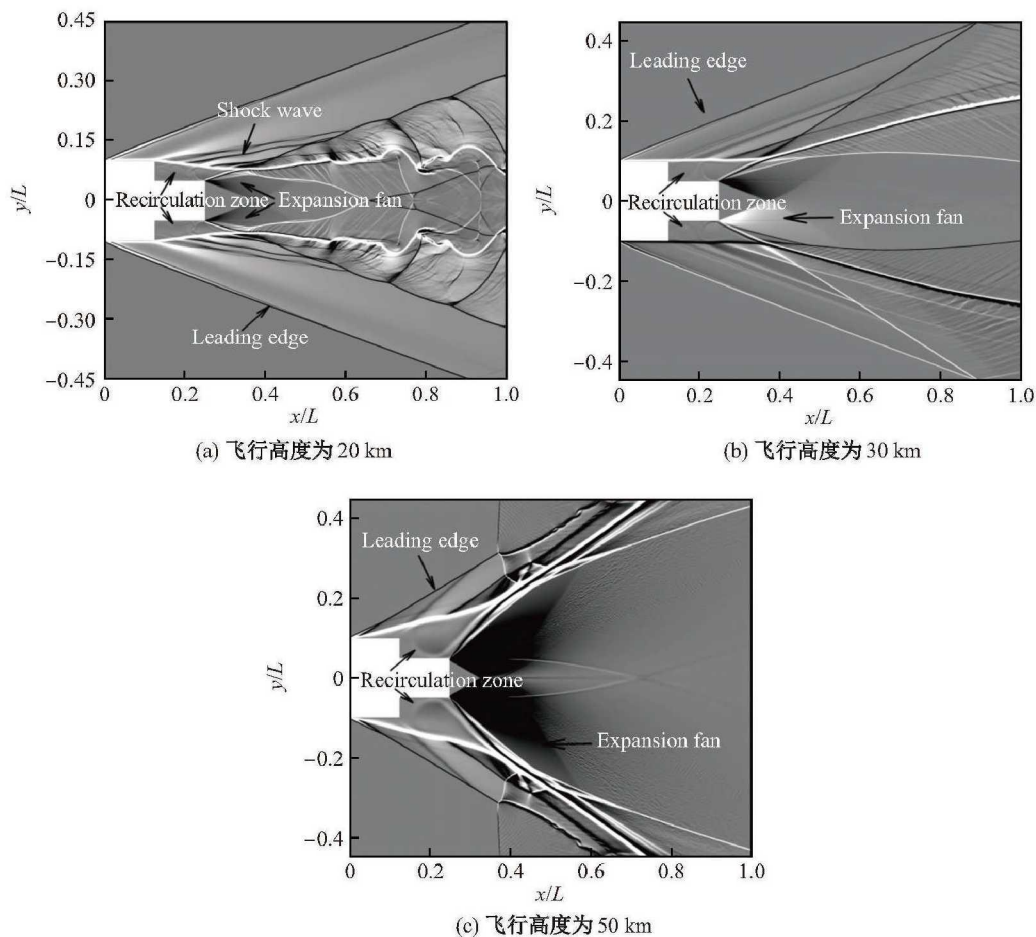 0.45
0.30
0.15
0
−0.15
−0.30
−0.45
y/L
Shock wave
Recirculation zone
Expansion fan
Leading edge
0 0.2 0.4 0.6 0.8 1.0
x/L
(a) 飞行高度为 20 km
0.4
0.2
0
−0.2
−0.4
y/L
Leading edge
Recirculation zone
Expansion fan
0 0.2 0.4 0.6 0.8 1.0
x/L
(b) 飞行高度为 30 km
0.4
0.2
0
−0.2
−0.4
y/L
Leading edge
Recirculation zone
Expansion fan
0 0.2 0.4 0.6 0.8 1.0
x/L
(c) 飞行高度为 50 km